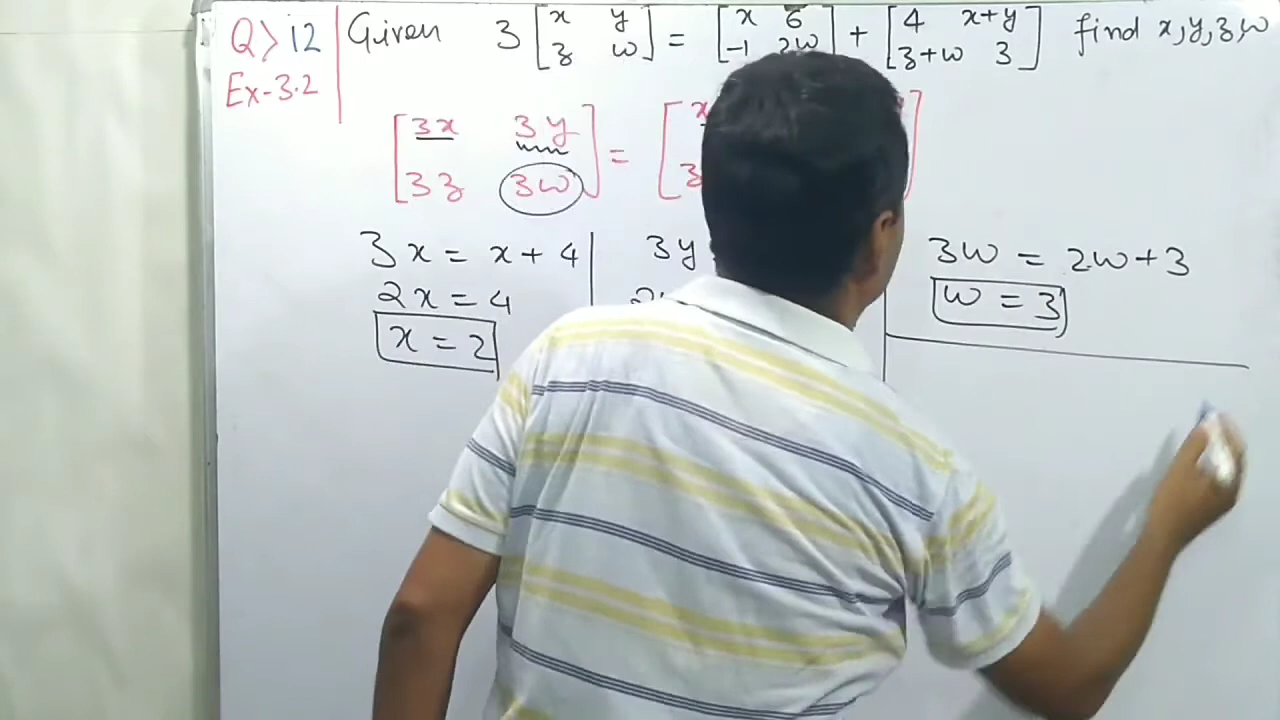 Q> 12 Given 3 [x y] = [x 6] + [4 x+y] find x,y,z,w
Ex-3.2 [z w] [-1 2w] [z+w 3]
[3x 3y] = [x
[3z 3w] [3
3x = x+4
2x = 4
x = 2
3y
3w = 2w+3
w = 3